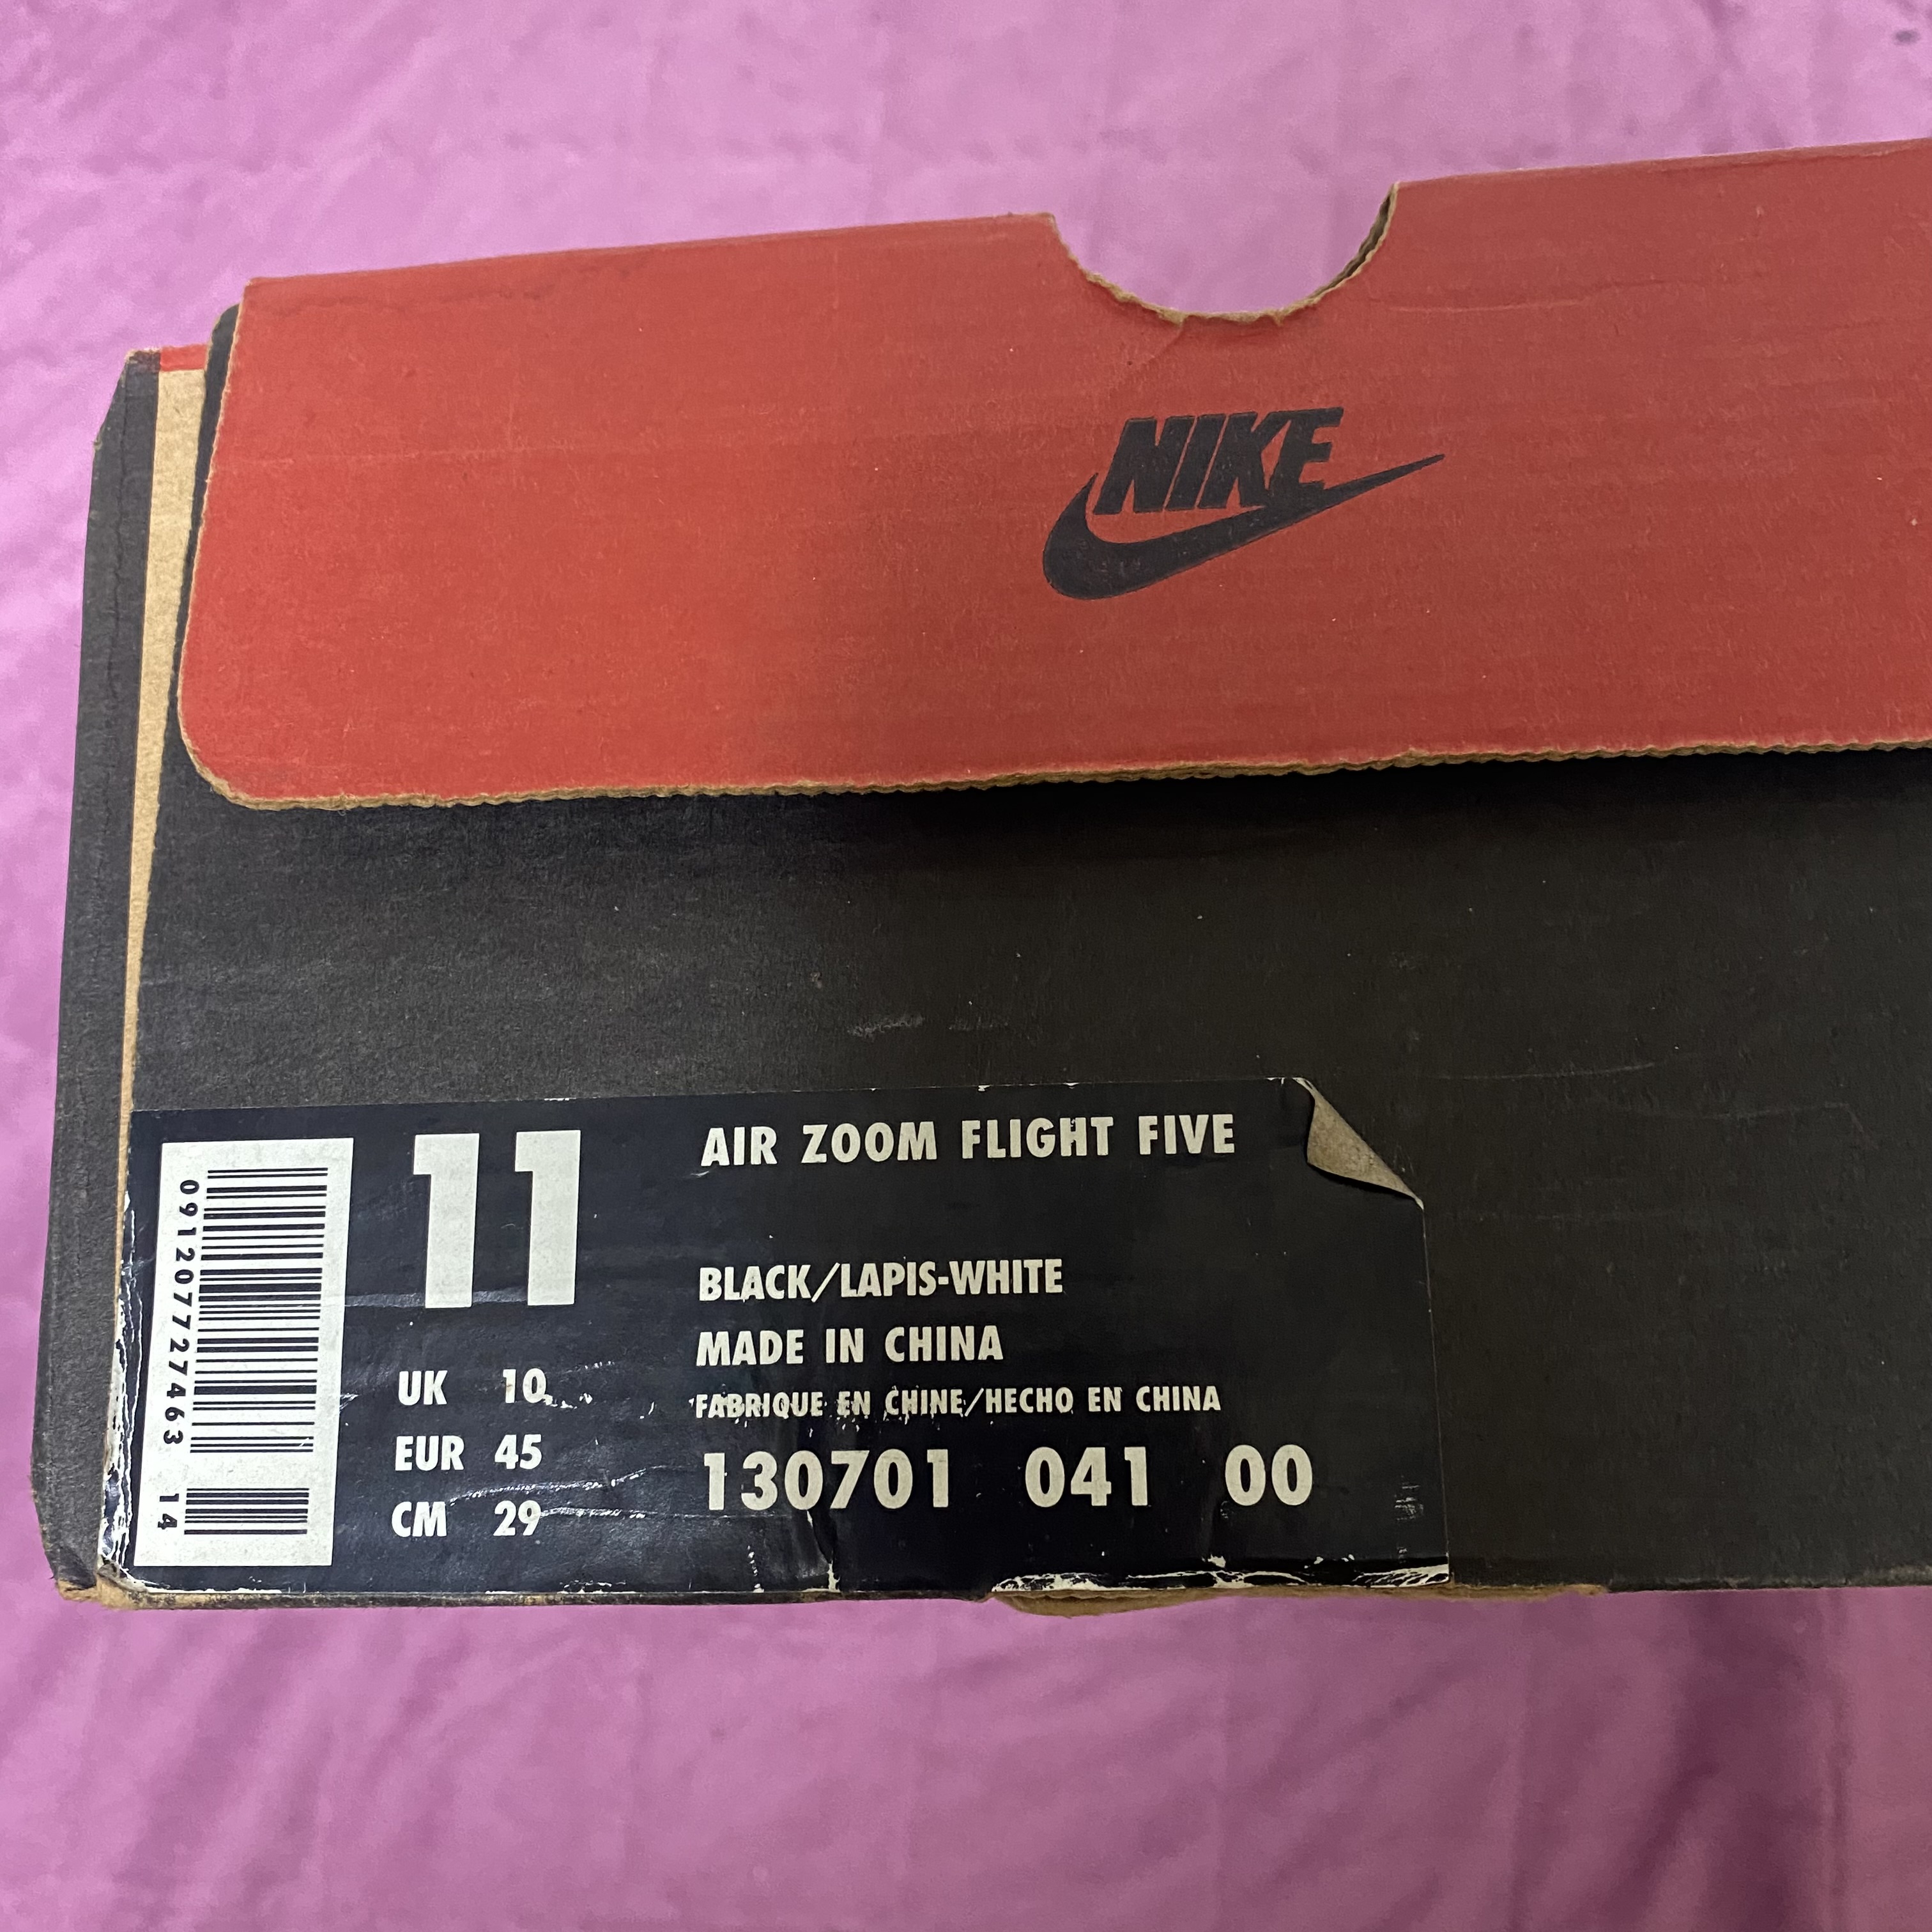 NIKE
11
AIR ZOOM FLIGHT FIVE
BLACK/LAPIS-WHITE
MADE IN CHINA
FABRIQUE EN CHINE/HECHO EN CHINA
130701 041 00
UK 10
EUR 45
CM 29
091207727463 14